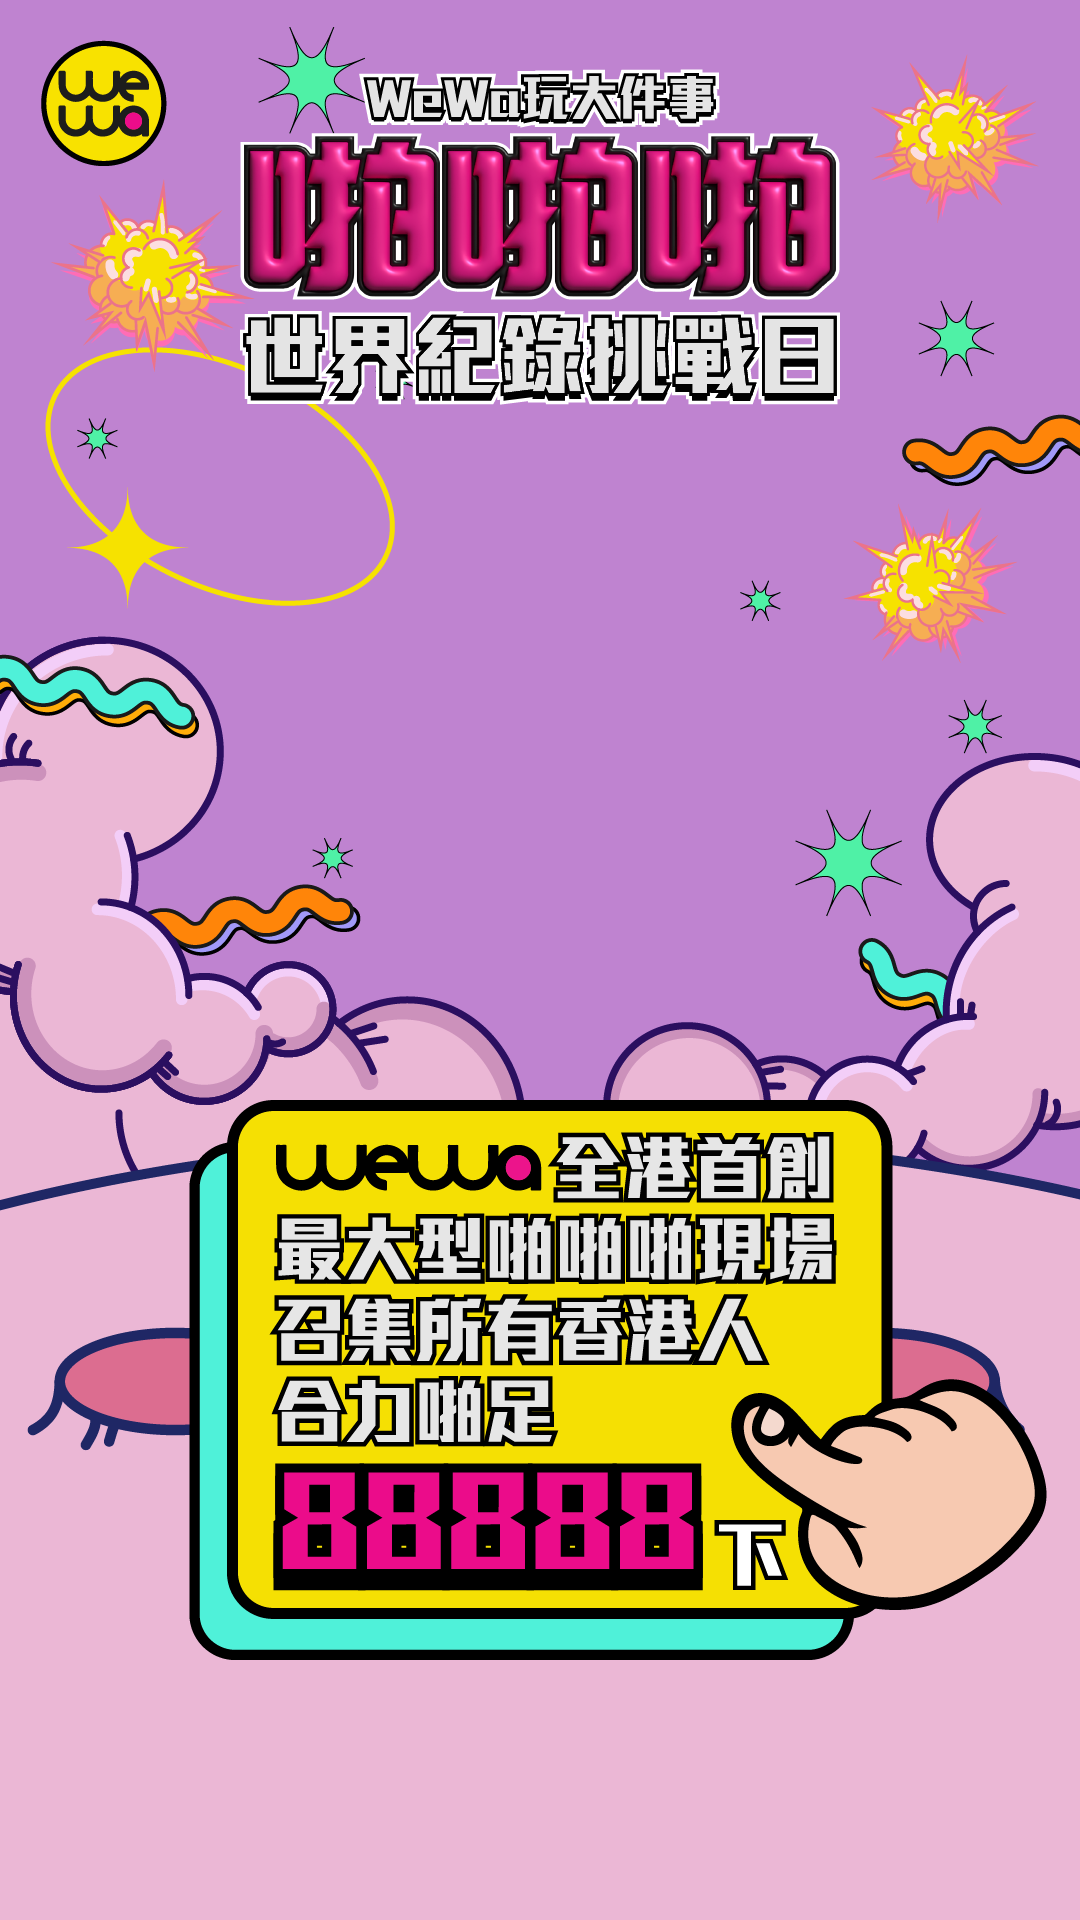 we
wa
WeWa玩大件事
啪啪啪
世界紀錄挑戰日
wewa 全港首創
最大型啪啪啪現場
召集所有香港人
合力啪足
88888 下